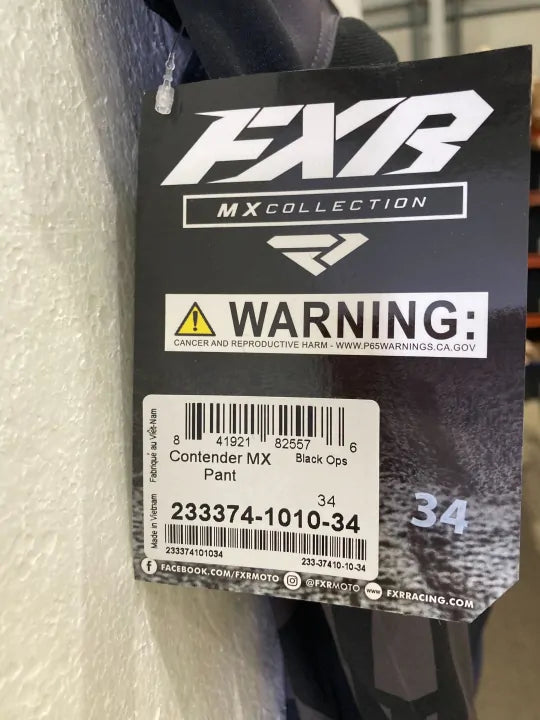 FXR
MX COLLECTION
WARNING:
CANCER AND REPRODUCTIVE HARM - WWW.P65WARNINGS.CA.GOV
Made in Vietnam Fabriqué au Việt-Nam
8 41921 82557 6
Contender MX Black Ops
Pant
34
233374-1010-34
233374101034 233-37410-10-34
34
FACEBOOK.COM/FXRMOTO @FXRMOTO WWW FXRRACING.COM